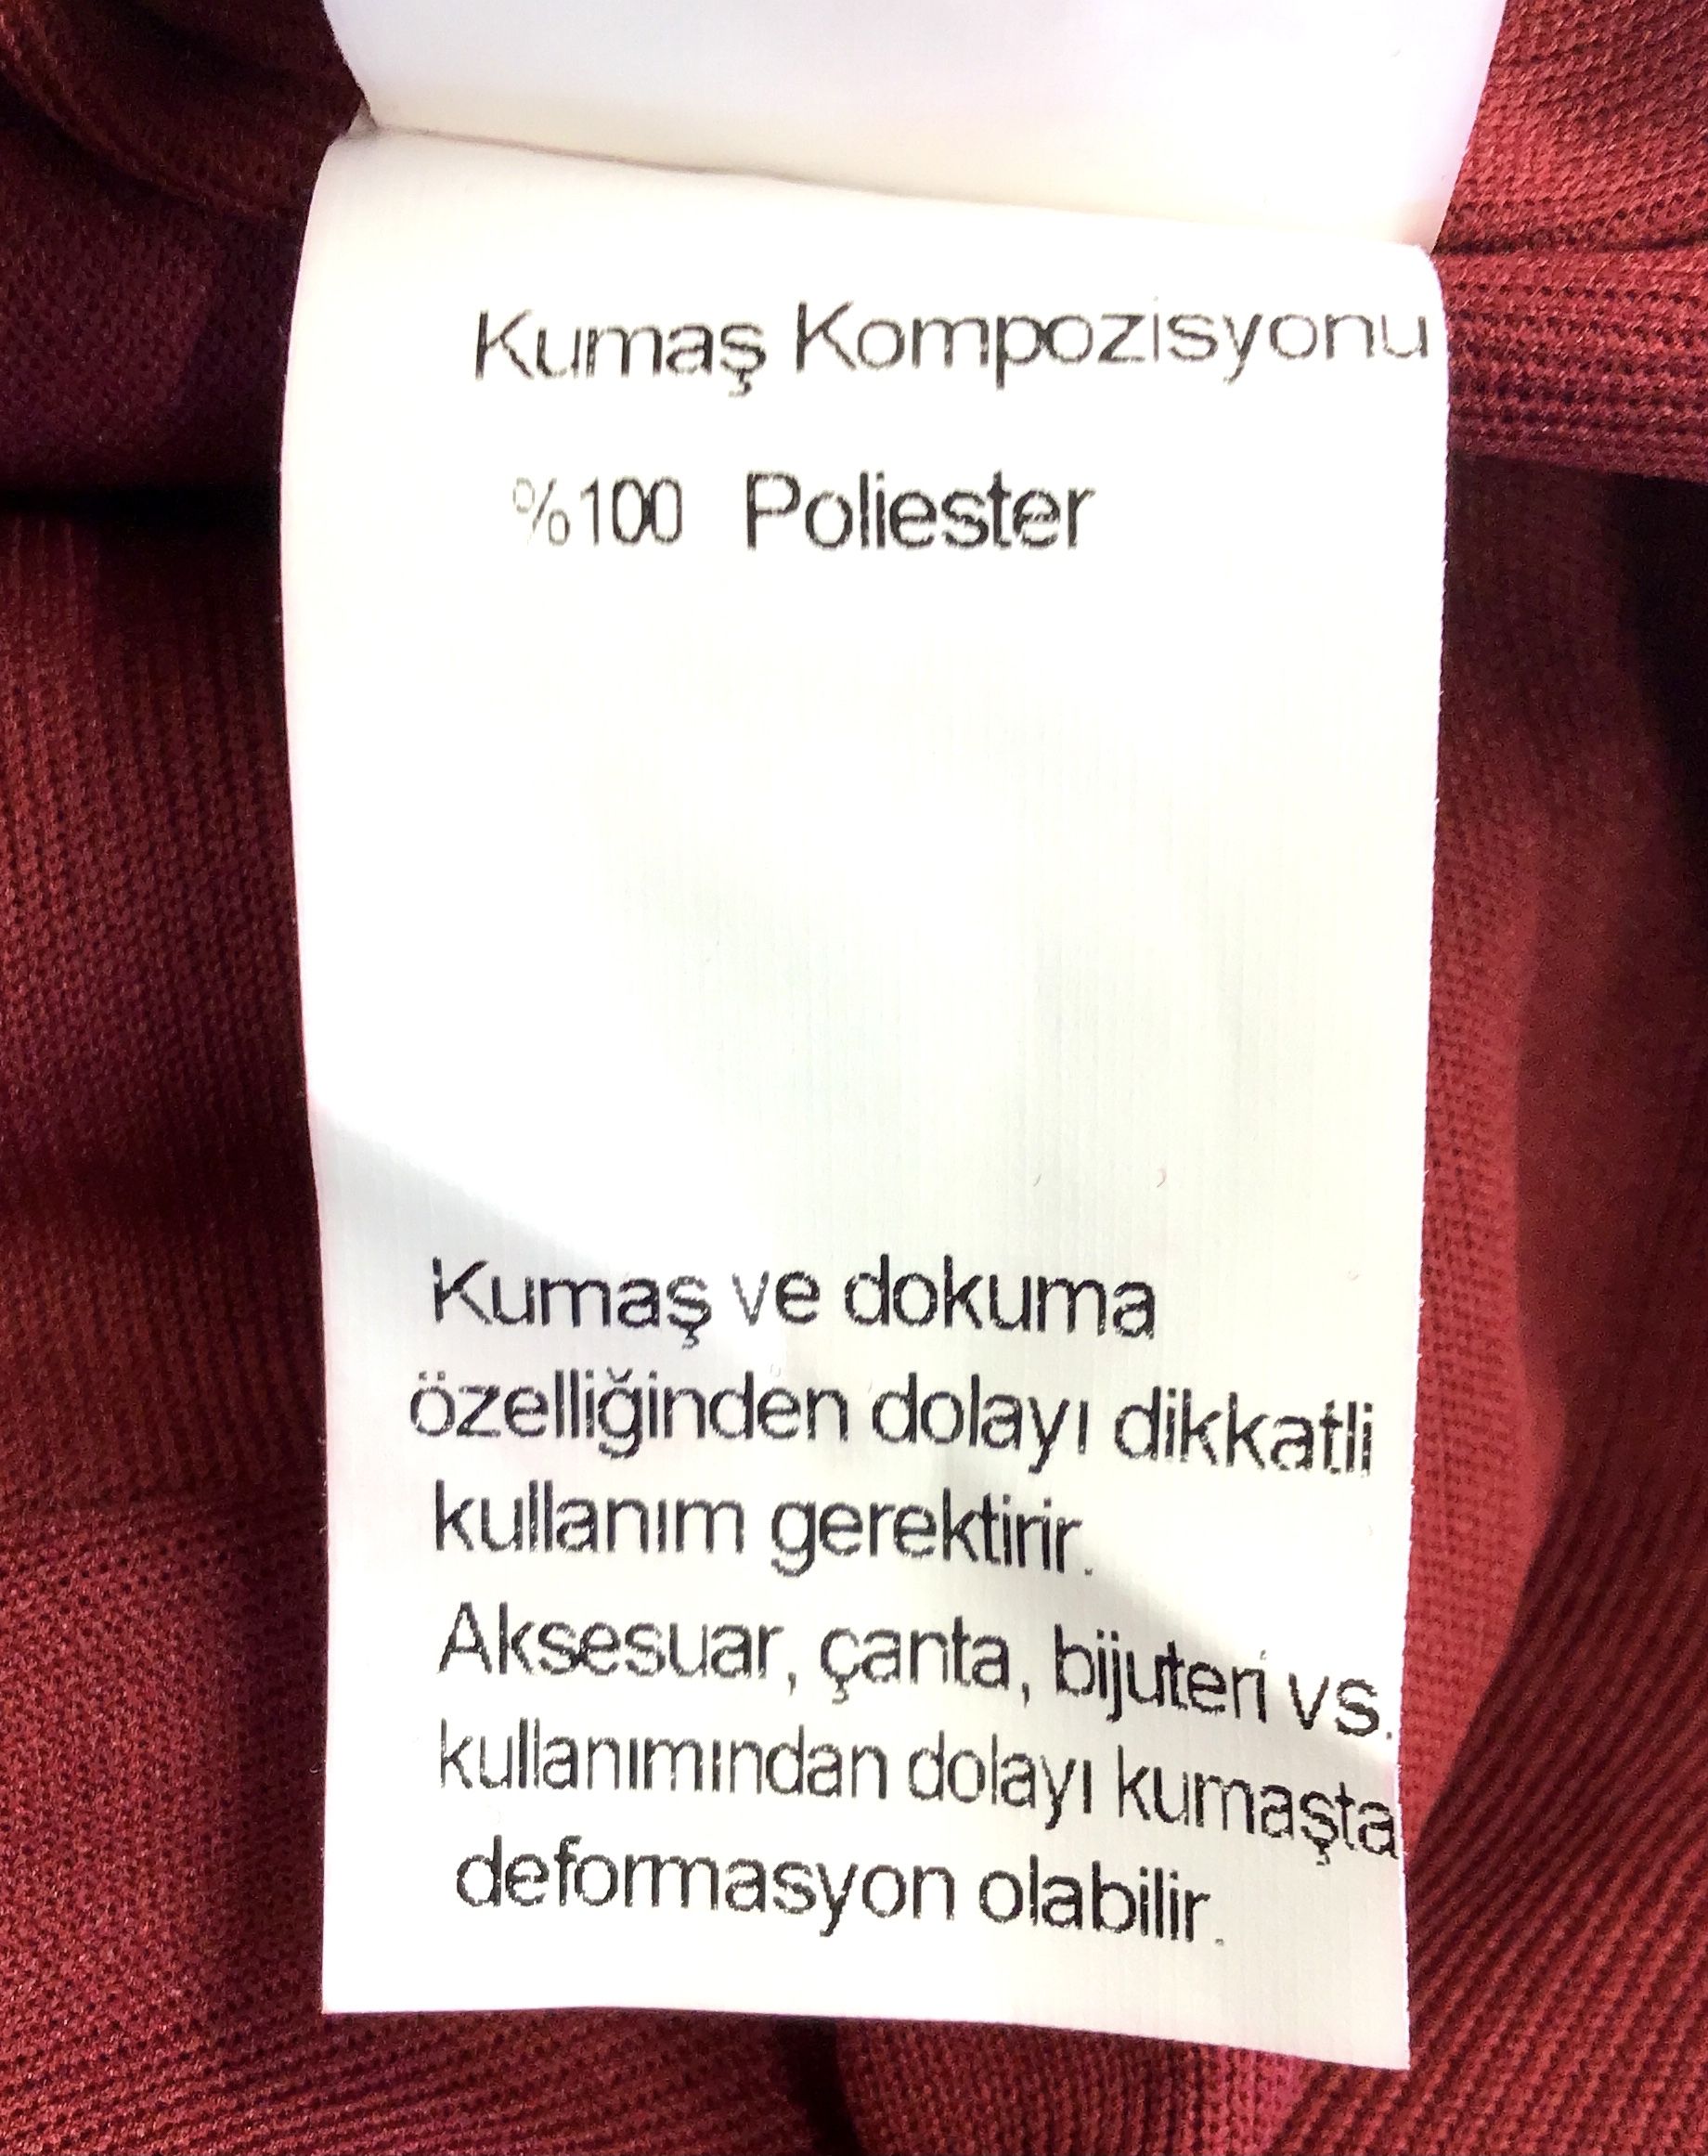 Kumaş Kompozisyonu
%100 Poliester
Kumaş ve dokuma
özelliğinden dolayı dikkatli
kullanım gerektirir.
Aksesuar, çanta, bijuteri vs.
kullanımından dolayı kumaşta
deformasyon olabilir.